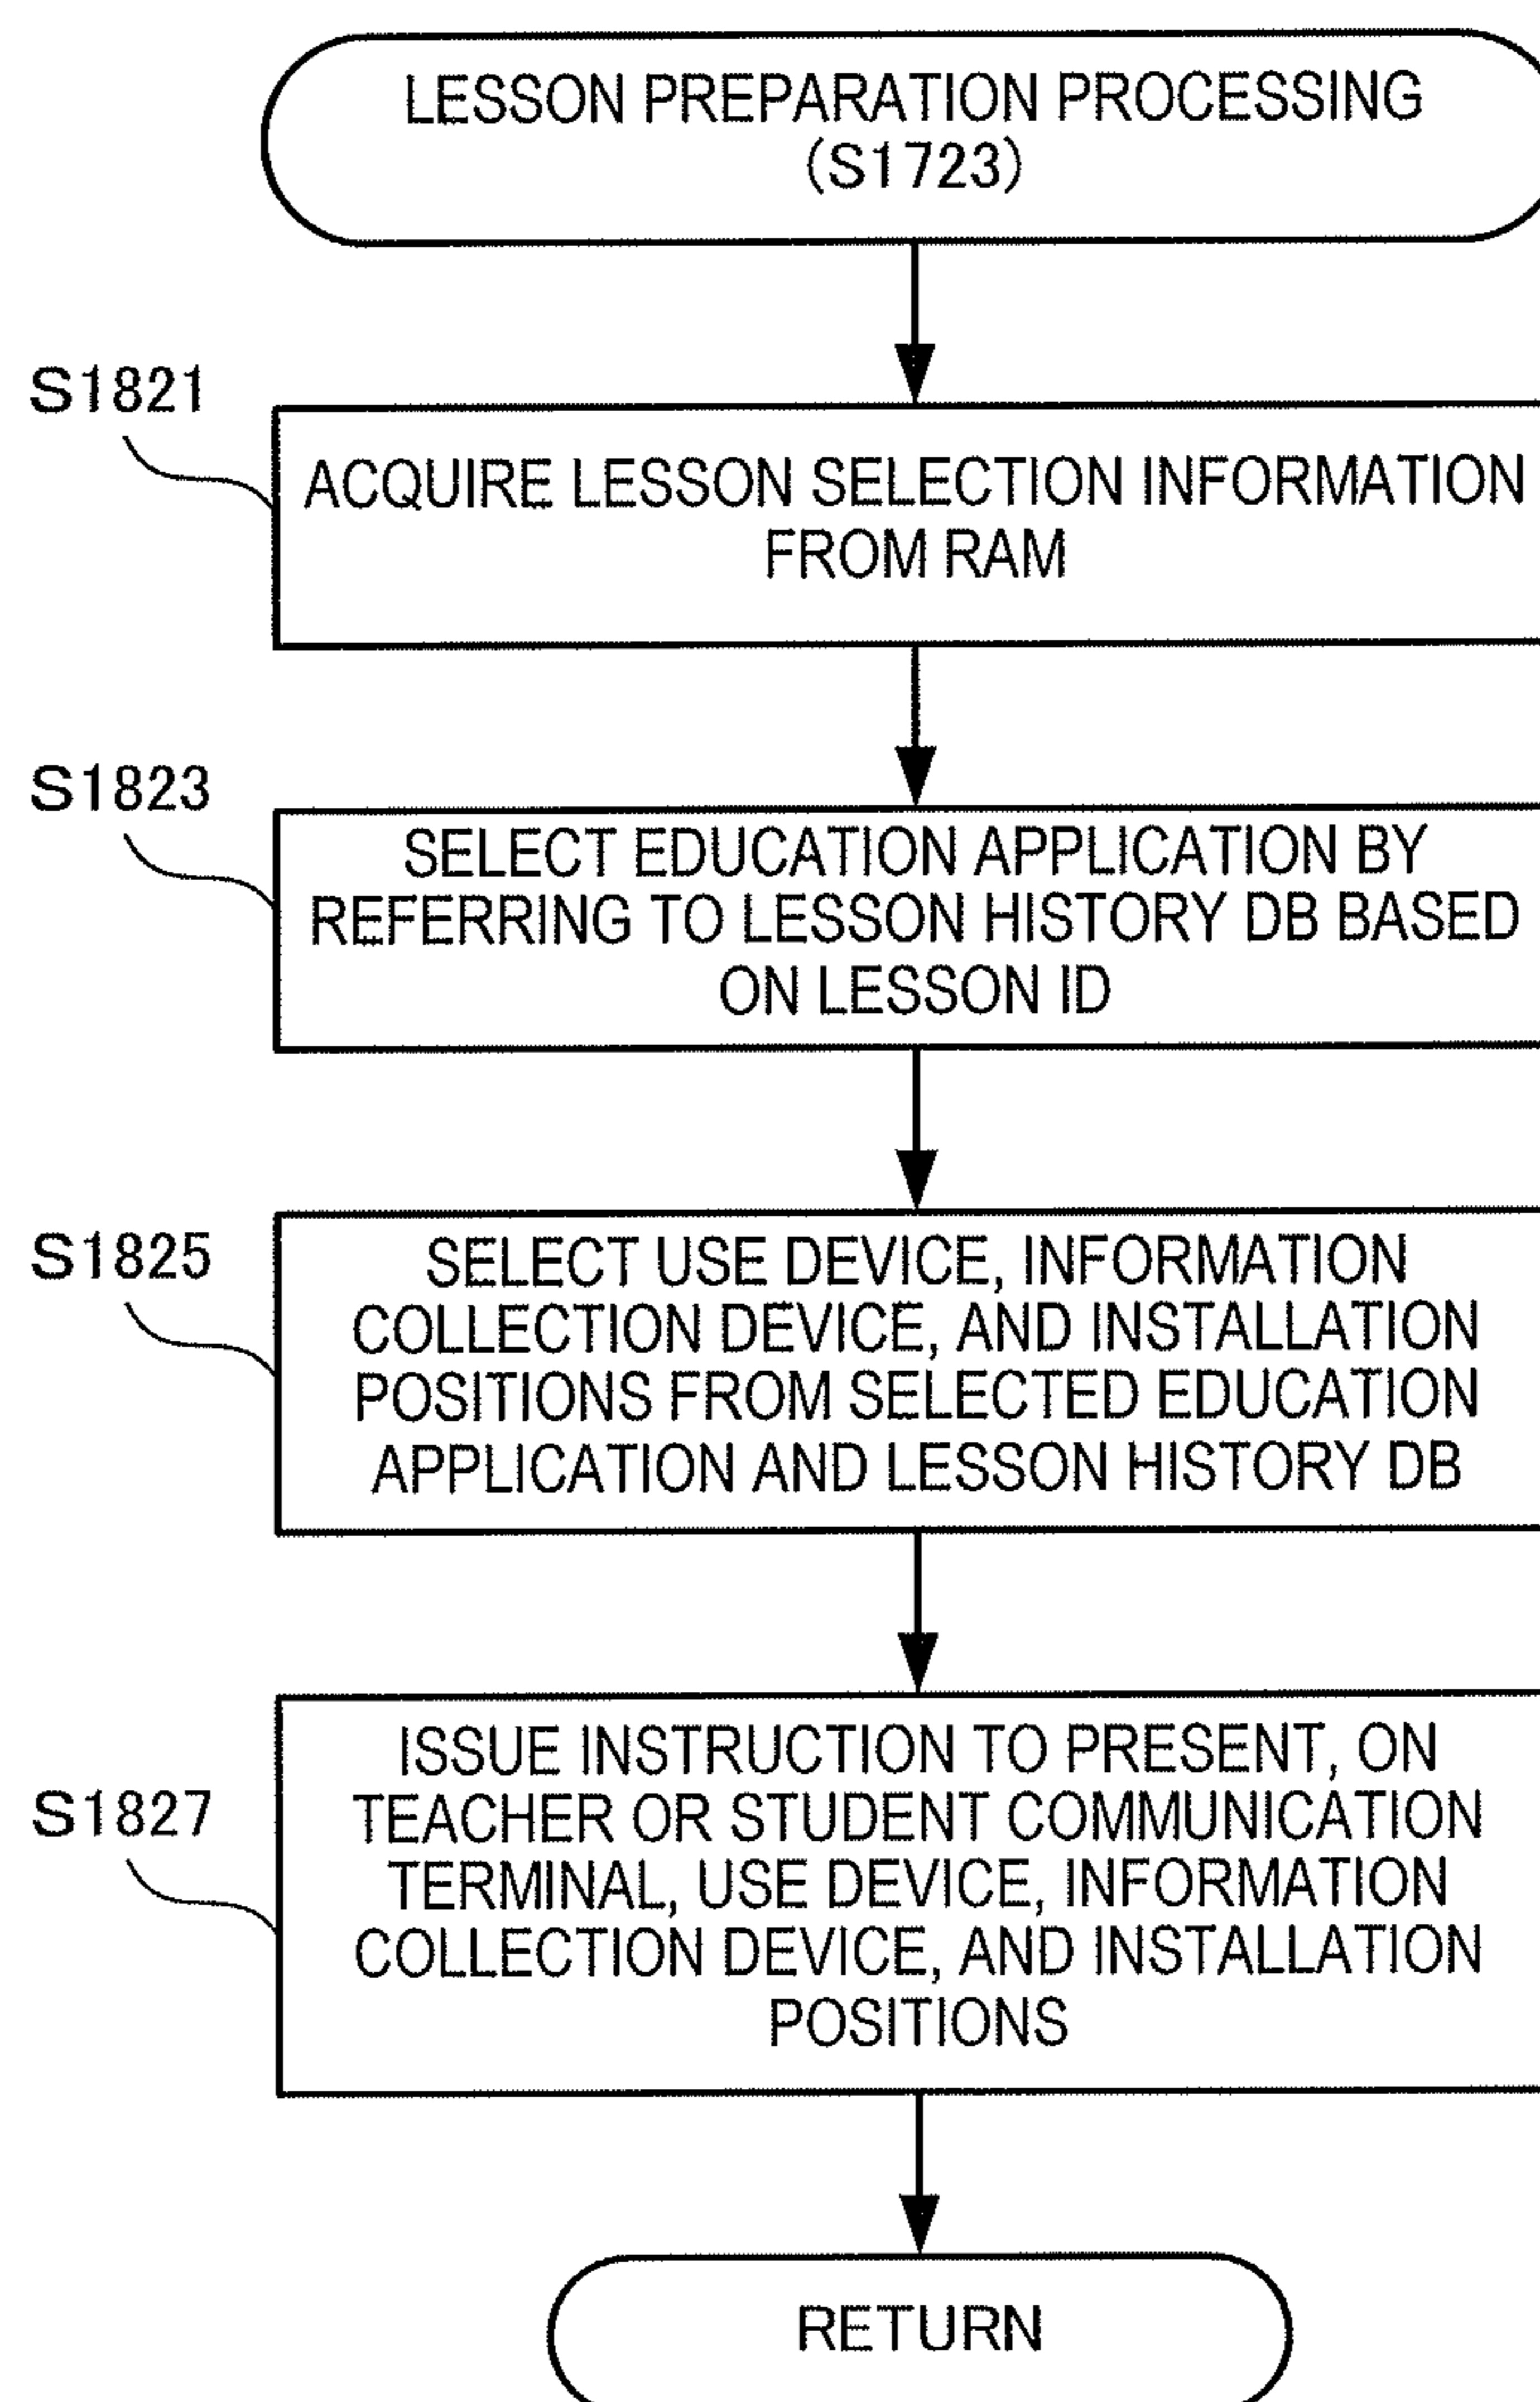 LESSON PREPARATION PROCESSING
(S1723)
S1821
ACQUIRE LESSON SELECTION INFORMATION
FROM RAM
S1823
SELECT EDUCATION APPLICATION BY
REFERRING TO LESSON HISTORY DB BASED
ON LESSON ID
S1825
SELECT USE DEVICE, INFORMATION
COLLECTION DEVICE, AND INSTALLATION
POSITIONS FROM SELECTED EDUCATION
APPLICATION AND LESSON HISTORY DB
S1827
ISSUE INSTRUCTION TO PRESENT, ON
TEACHER OR STUDENT COMMUNICATION
TERMINAL, USE DEVICE, INFORMATION
COLLECTION DEVICE, AND INSTALLATION
POSITIONS
RETURN